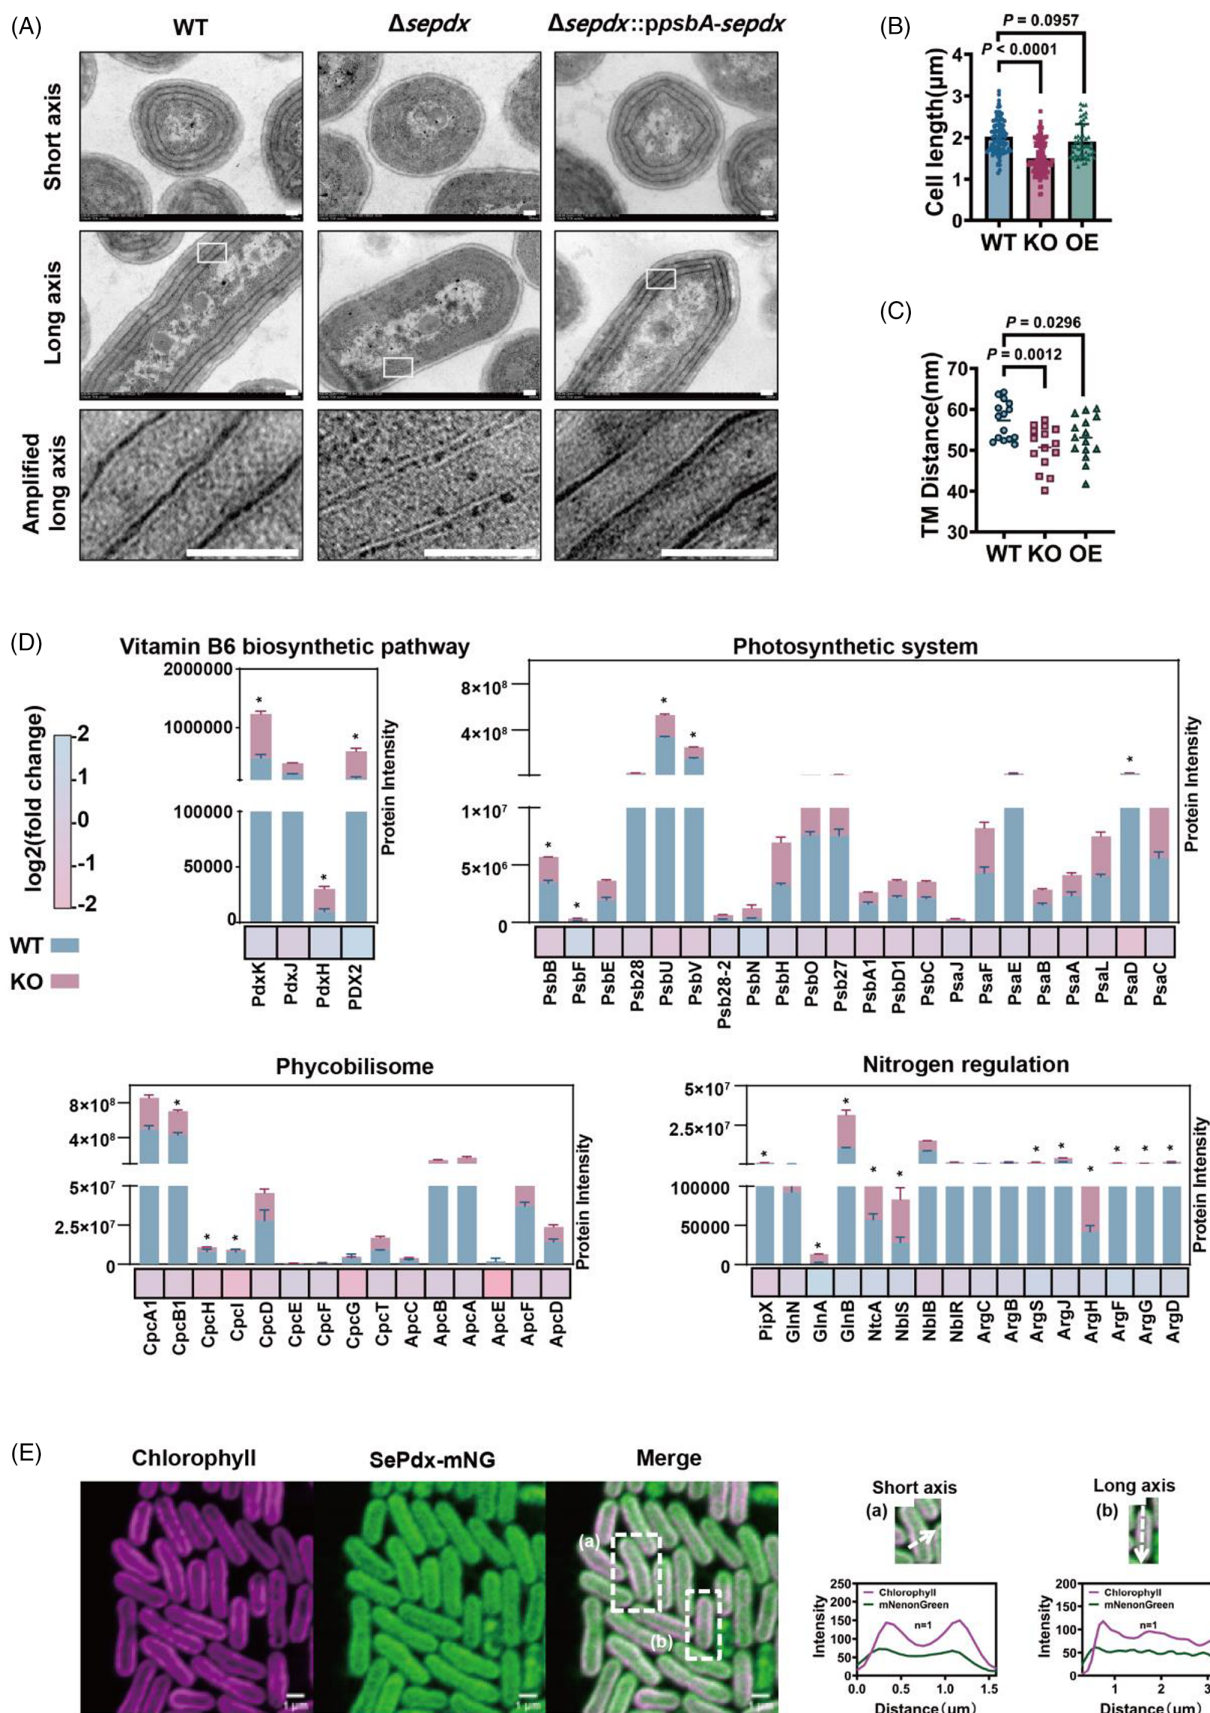 (A)
WT
Δsepdx
Δsepdx::ppsbA-sepdx
Short axis
Long axis
Amplified
long axis
(B)
P = 0.0957
P < 0.0001
Cell length(μm)
4
3
2
1
0
WT KO OE
(C)
P = 0.0296
P = 0.0012
TM Distance(nm)
70
60
50
40
30
WT KO OE
(D)
Vitamin B6 biosynthetic pathway
log2(fold change)
2
1
0
-1
-2
WT
KO
2000000
1000000
100000
50000
0
* * *
Protein Intensity
PdxK PdxJ PdxH PDX2
Photosynthetic system
8×10⁸
4×10⁸
1×10⁷
5×10⁶
0
* * * * *
Protein Intensity
PsbB PsbF PsbE Psb28 PsbU PsbV Psb28-2 PsbN PsbH PsbO Psb27 PsbA1 PsbD1 PsbC PsaJ PsaF PsaE PsaB PsaA PsaL PsaD PsaC
Phycobilisome
8×10⁸
4×10⁸
5×10⁷
2.5×10⁷
0
* * *
Protein Intensity
CpcA1 CpcB1 CpcH CpcI CpcD CpcE CpcF CpcG CpcT ApcC ApcB ApcA ApcE ApcF ApcD
Nitrogen regulation
5×10⁷
2.5×10⁷
100000
50000
0
* * * * * * * * * * *
Protein Intensity
PipX GlnN GlnA GlnB NtcA NblS NblB NblR ArgC ArgB ArgS ArgJ ArgH ArgF ArgG ArgD
(E)
Chlorophyll
SePdx-mNG
Merge
(a)
(b)
1 μm
1 μm
1 μm
Short axis
(a)
Intensity
250
200
150
100
50
0
Chlorophyll
mNenonGreen
n=1
0.0 0.5 1.0 1.5
Distance(um)
Long axis
(b)
Intensity
200
150
100
50
0
Chlorophyll
mNenonGreen
n=1
1 2 3
Distance(um)